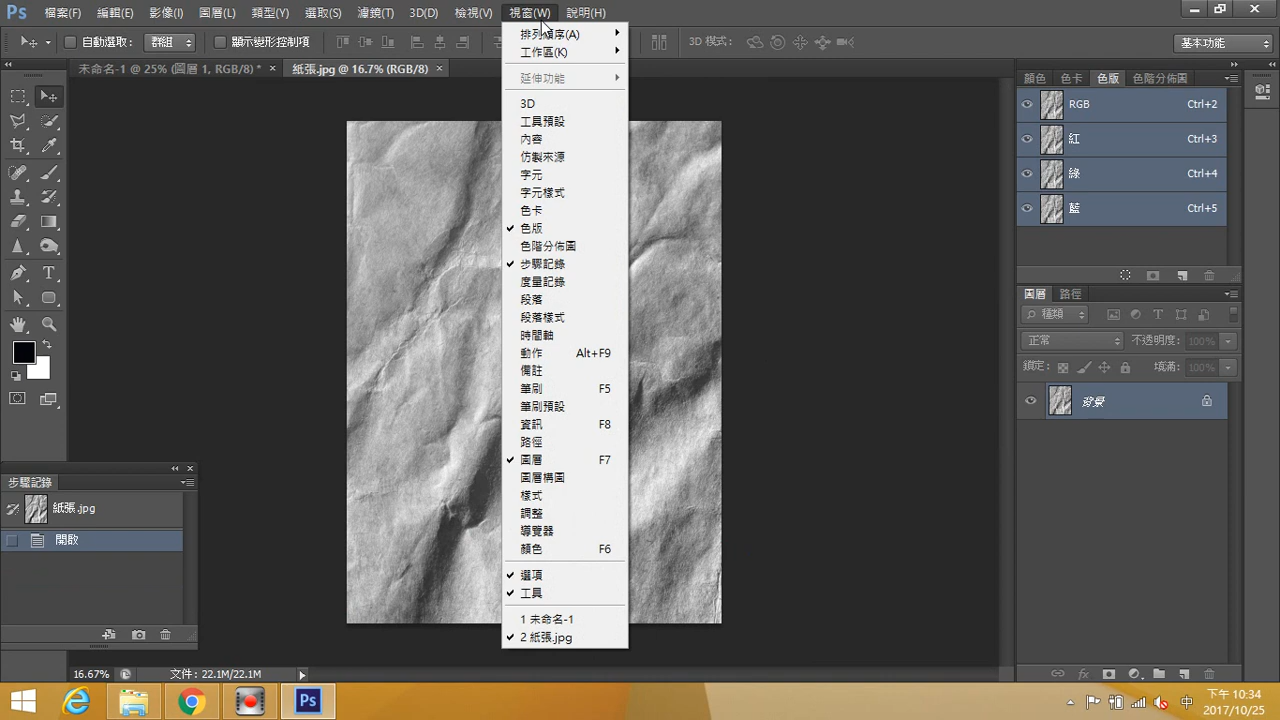 Ps 檔案(F) 編輯(E) 影像(I) 圖層(L) 類型(Y) 選取(S) 濾鏡(T) 3D(D) 檢視(V) 視窗(W) 說明(H)
自動選取: 群組 顯示變形控制項 3D 模式: 基本功能
未命名-1 @ 25% (圖層 1, RGB/8) * × 紙張.jpg @ 16.7% (RGB/8) ×
排列順序(A)
工作區(K)
延伸功能
3D
工具預設
內容
仿製來源
字元
字元樣式
色卡
色版
色階分佈圖
步驟記錄
度量記錄
段落
段落樣式
時間軸
動作 Alt+F9
備註
筆刷 F5
筆刷預設
資訊 F8
路徑
圖層 F7
圖層構圖
樣式
調整
導覽器
顏色 F6
選項
工具
1 未命名-1
2 紙張.jpg
顏色 色卡 色版 色階分佈圖
RGB Ctrl+2
紅 Ctrl+3
綠 Ctrl+4
藍 Ctrl+5
圖層 路徑
種類
正常 不透明度: 100%
鎖定: 填滿: 100%
背景
步驟記錄
紙張.jpg
開啟
16.67% 文件: 22.1M/22.1M
Ps
中
下午 10:34
2017/10/25